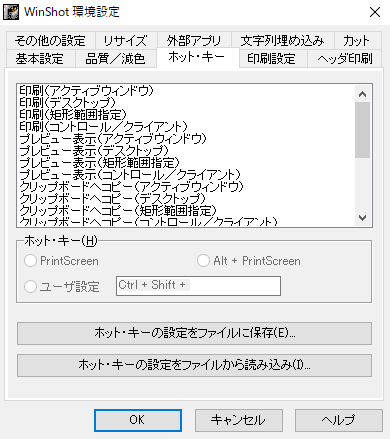 WinShot 環境設定
その他の設定 リサイズ 外部アプリ 文字列埋め込み カット
基本設定 品質／減色 ホット・キー 印刷設定 ヘッダ印刷
印刷(アクティブウィンドウ)
印刷(デスクトップ)
印刷(矩形範囲指定)
印刷(コントロール／クライアント)
プレビュー表示(アクティブウィンドウ)
プレビュー表示(デスクトップ)
プレビュー表示(矩形範囲指定)
プレビュー表示(コントロール／クライアント)
クリップボードへコピー(アクティブウィンドウ)
クリップボードへコピー(デスクトップ)
クリップボードへコピー(矩形範囲指定)
クリップボードへコピー(コントロール／クライアント)
ホット・キー(H)
PrintScreen Alt + PrintScreen
ユーザ設定 Ctrl + Shift +
ホット・キーの設定をファイルに保存(E)...
ホット・キーの設定をファイルから読み込み(I)...
OK キャンセル ヘルプ